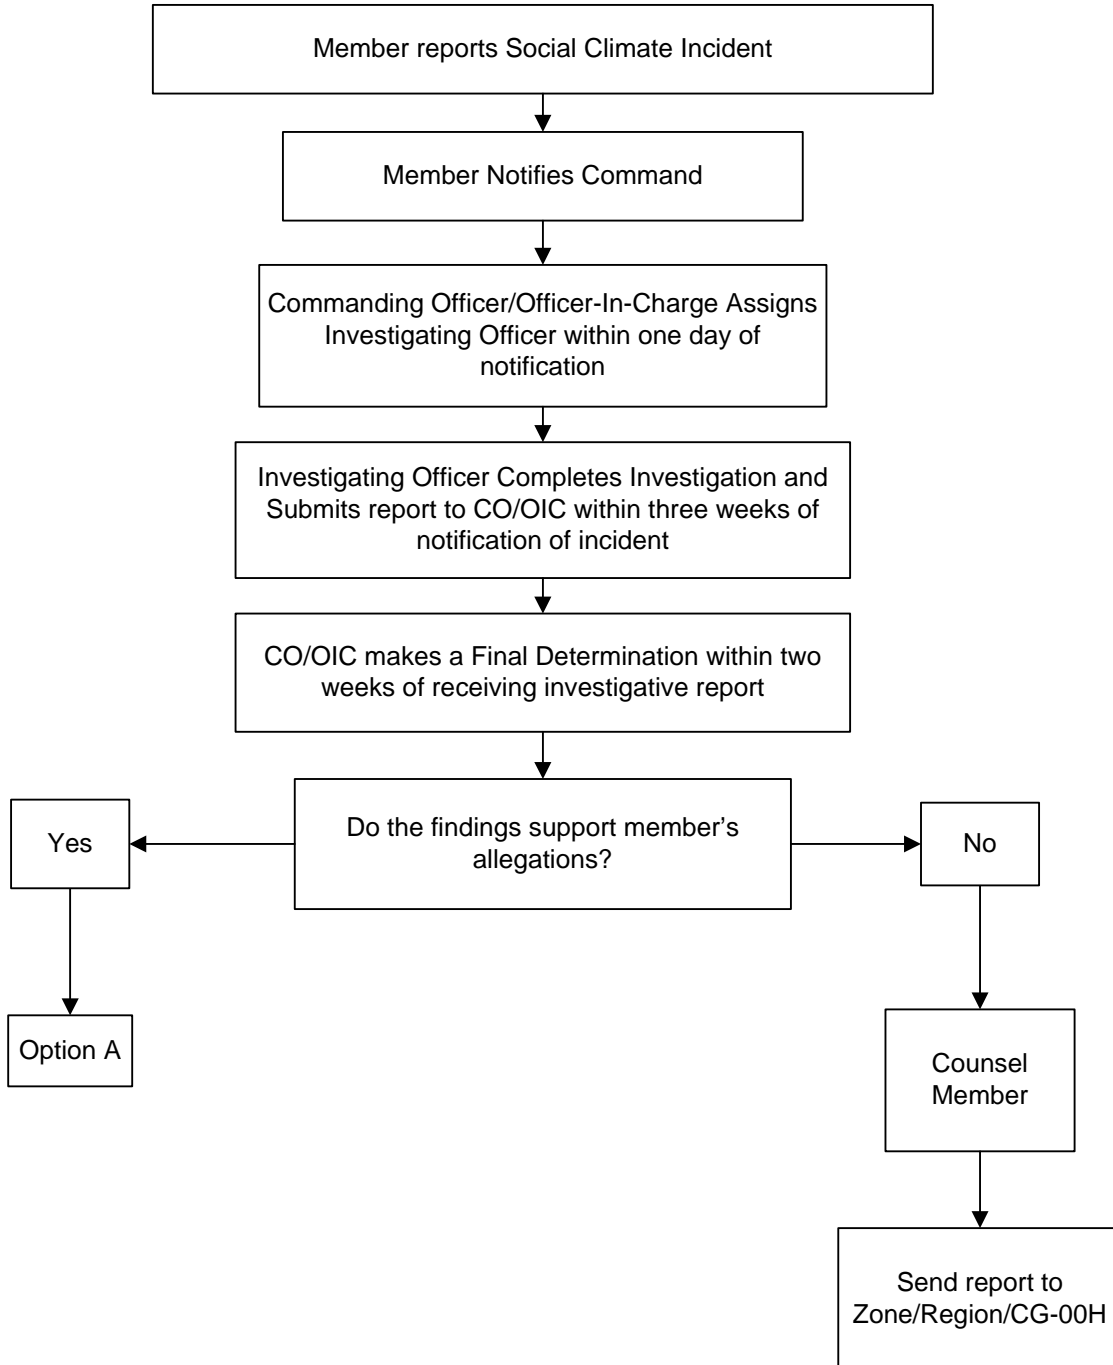 Member reports Social Climate Incident
Member Notifies Command
Commanding Officer/Officer-In-Charge Assigns
Investigating Officer within one day of
notification
Investigating Officer Completes Investigation and
Submits report to CO/OIC within three weeks of
notification of incident
CO/OIC makes a Final Determination within two
weeks of receiving investigative report
Do the findings support member’s
allegations?
Yes
No
Option A
Counsel
Member
Send report to
Zone/Region/CG-00H